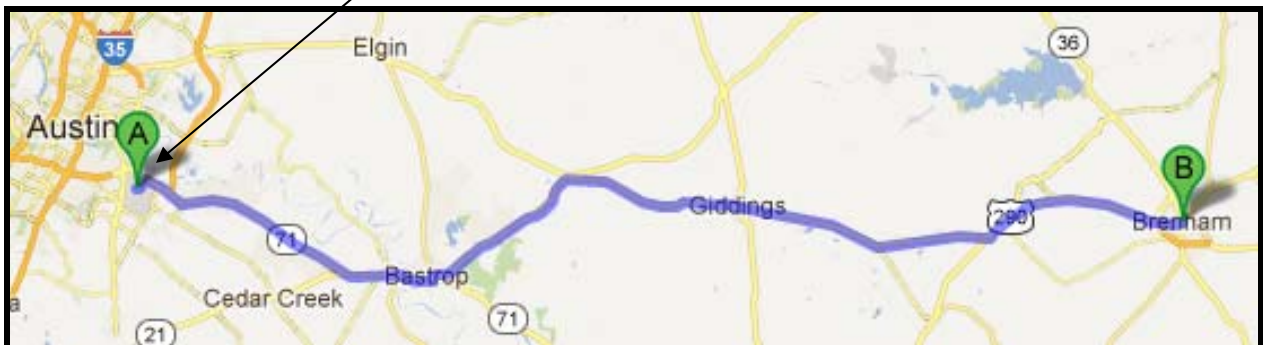 35
Elgin
36
Austin
A
B
Giddings
290
Brenham
71
Bastrop
Cedar Creek
71
21